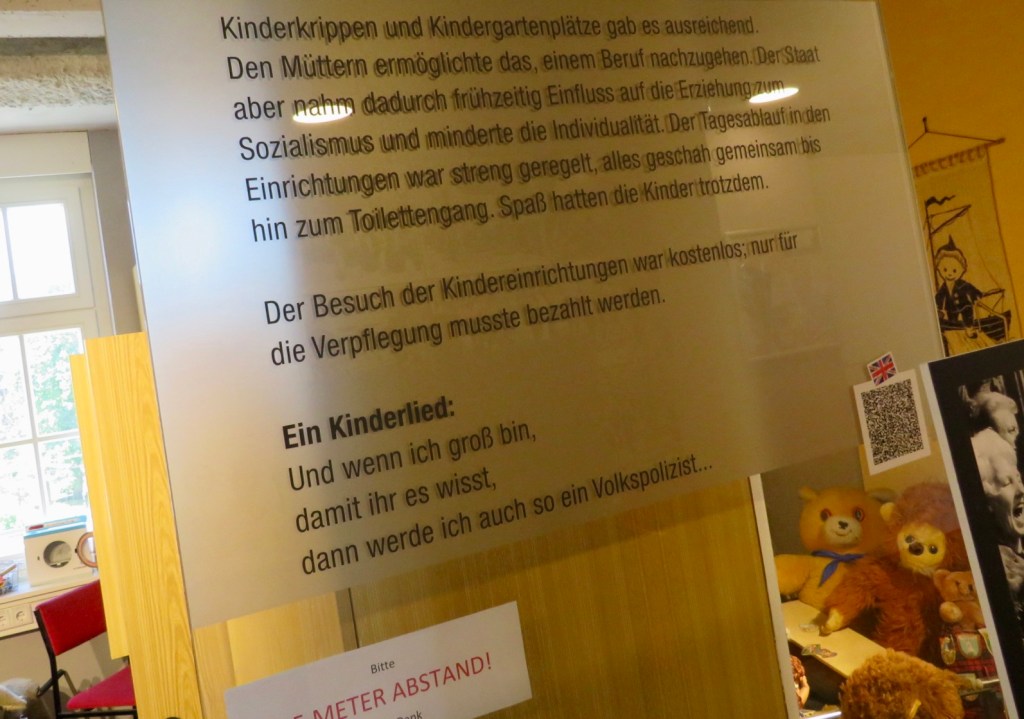 Kinderkrippen und Kindergartenplätze gab es ausreichend.
Den Müttern ermöglichte das, einem Beruf nachzugehen. Der Staat
aber nahm dadurch frühzeitig Einfluss auf die Erziehung zum
Sozialismus und minderte die Individualität. Der Tagesablauf in den
Einrichtungen war streng geregelt, alles geschah gemeinsam bis
hin zum Toilettengang. Spaß hatten die Kinder trotzdem.
Der Besuch der Kindereinrichtungen war kostenlos; nur für
die Verpflegung musste bezahlt werden.
Ein Kinderlied:
Und wenn ich groß bin,
damit ihr es wisst,
dann werde ich auch so ein Volkspolizist...
Bitte
METER ABSTAND!